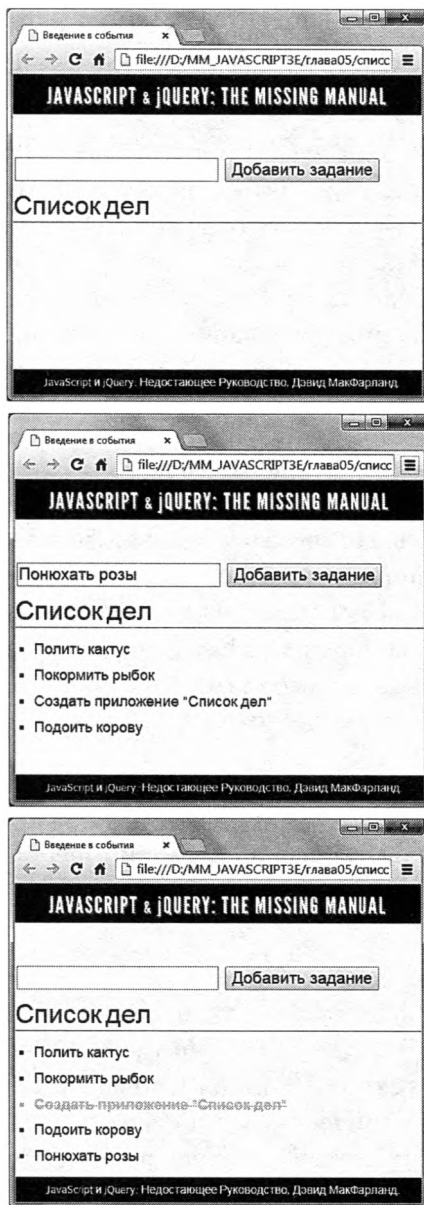 Введение в события
file:///D:/MM_JAVASCRIPT3E/глава05/списс
JAVASCRIPT & jQUERY: THE MISSING MANUAL
Добавить задание
Список дел
JavaScript и jQuery: Недостающее Руководство, Дэвид МакФарланд
Введение в события
file:///D:/MM_JAVASCRIPT3E/глава05/списс
JAVASCRIPT & jQUERY: THE MISSING MANUAL
Понюхать розы Добавить задание
Список дел
Полить кактус
Покормить рыбок
Создать приложение "Список дел"
Подоить корову
JavaScript и jQuery: Недостающее Руководство, Дэвид МакФарланд
Введение в события
file:///D:/MM_JAVASCRIPT3E/глава05/списс
JAVASCRIPT & jQUERY: THE MISSING MANUAL
Добавить задание
Список дел
Полить кактус
Покормить рыбок
Создать приложение "Список дел"
Подоить корову
Понюхать розы
JavaScript и jQuery: Недостающее Руководство, Дэвид МакФарланд